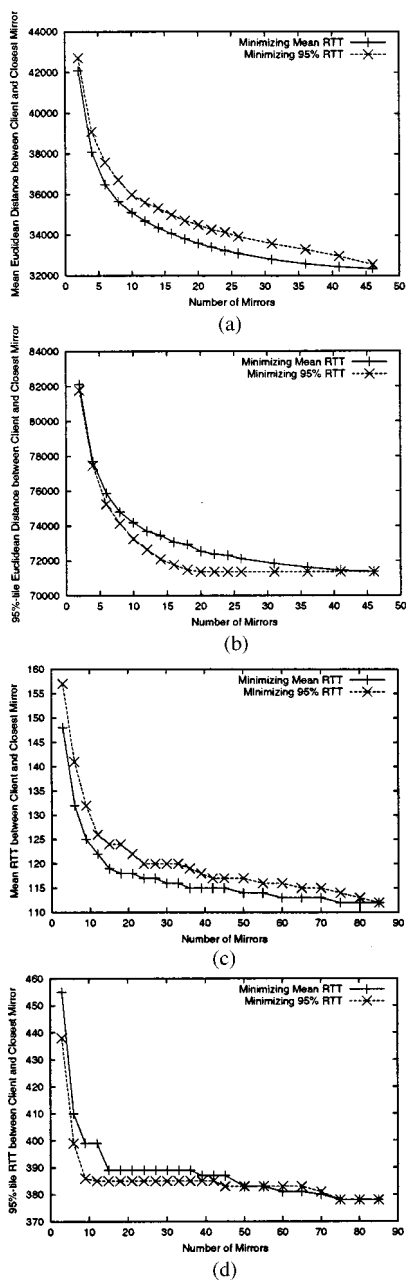 44000
42000
40000
38000
36000
34000
32000
Mean Euclidean Distance between Client and Closest Mirror
Minimizing Mean RTT
Minimizing 95% RTT
0 5 10 15 20 25 30 35 40 45 50
Number of Mirrors
(a)
84000
82000
80000
78000
76000
74000
72000
70000
95%-tile Euclidean Distance between Client and Closest Mirror
Minimizing Mean RTT
Minimizing 95% RTT
0 5 10 15 20 25 30 35 40 45 50
Number of Mirrors
(b)
160
155
150
145
140
135
130
125
120
115
110
Mean RTT between Client and Closest Mirror
Minimizing Mean RTT
Minimizing 95% RTT
0 10 20 30 40 50 60 70 80 90
Number of Mirrors
(c)
460
450
440
430
420
410
400
390
380
370
95%-tile RTT between Client and Closest Mirror
Minimizing Mean RTT
Minimizing 95% RTT
0 10 20 30 40 50 60 70 80 90
Number of Mirrors
(d)